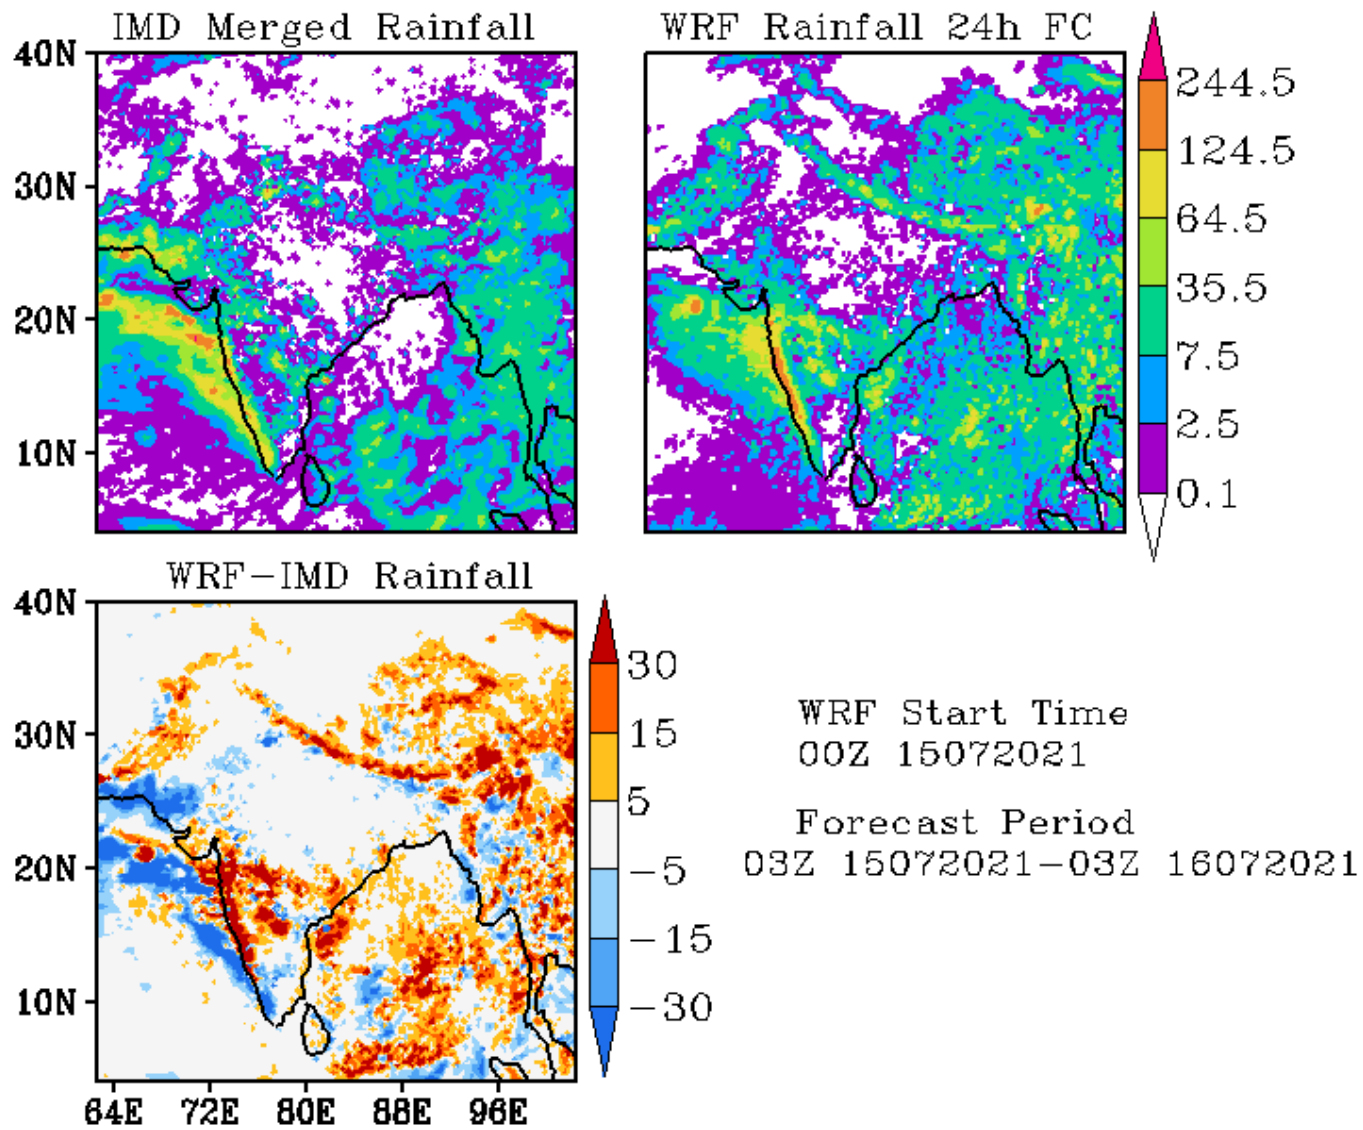 IMD Merged Rainfall
WRF Rainfall 24h FC
40N
30N
20N
10N
244.5
124.5
64.5
35.5
7.5
2.5
0.1
WRF-IMD Rainfall
40N
30N
20N
10N
64E 72E 80E 88E 96E
30
15
5
-5
-15
-30
WRF Start Time
00Z 15072021
Forecast Period
03Z 15072021-03Z 16072021